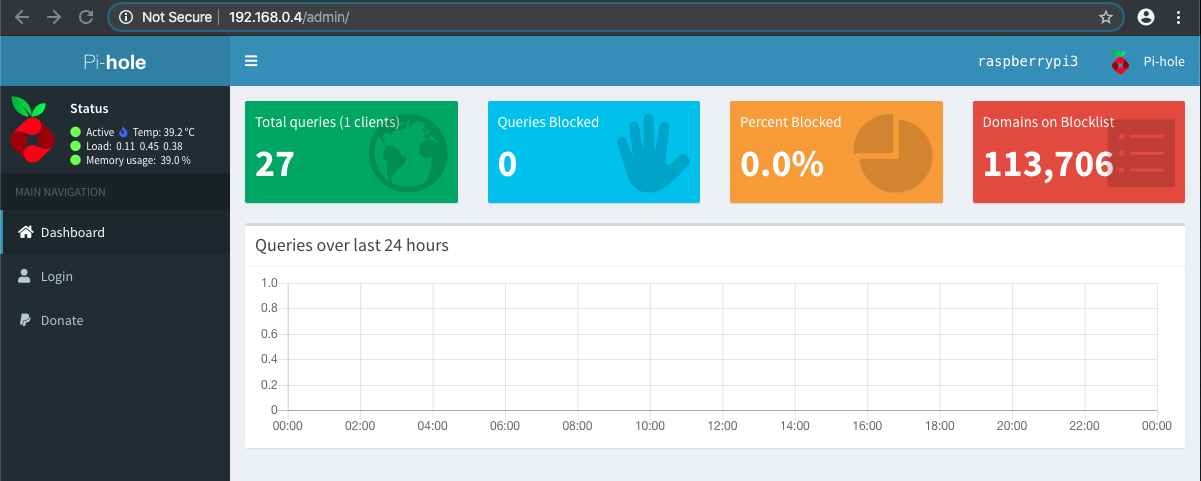 Not Secure | 192.168.0.4/admin/
Pi-hole
raspberrypi3
Pi-hole
Status
Active Temp: 39.2 °C
Load: 0.11 0.45 0.38
Memory usage: 39.0 %
MAIN NAVIGATION
Dashboard
Login
Donate
Total queries (1 clients)
27
Queries Blocked
0
Percent Blocked
0.0%
Domains on Blocklist
113,706
Queries over last 24 hours
1.0
0.8
0.6
0.4
0.2
0
00:00 02:00 04:00 06:00 08:00 10:00 12:00 14:00 16:00 18:00 20:00 22:00 00:00